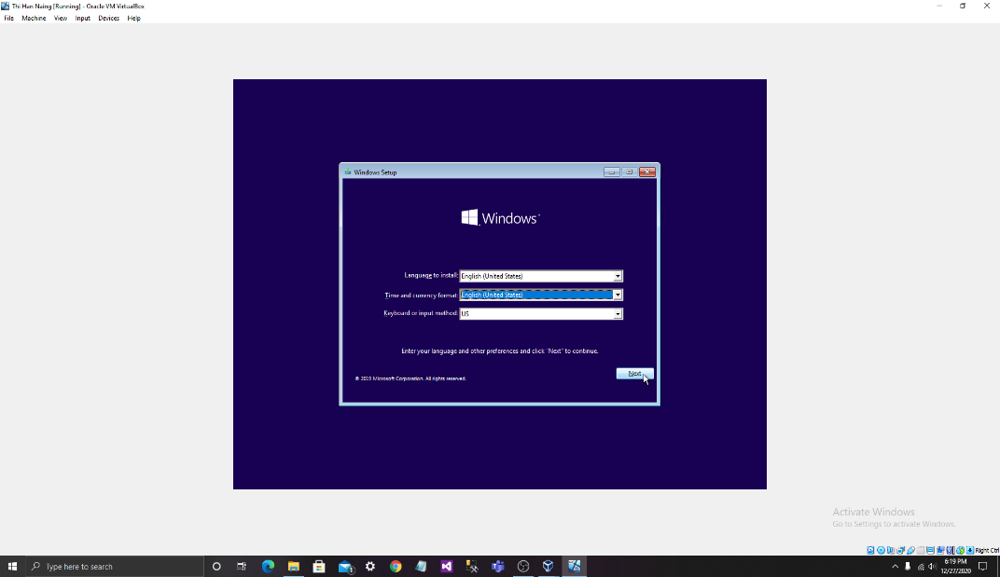 Thi Han Naing [Running] - Oracle VM VirtualBox
File Machine View Input Devices Help
Windows Setup
Windows
Language to install: English (United States)
Time and currency format: English (United States)
Keyboard or input method: US
Enter your language and other preferences and click "Next" to continue.
Next
© 2019 Microsoft Corporation. All rights reserved.
Activate Windows
Go to Settings to activate Windows.
Right Ctrl
Type here to search
6:19 PM
12/27/2020